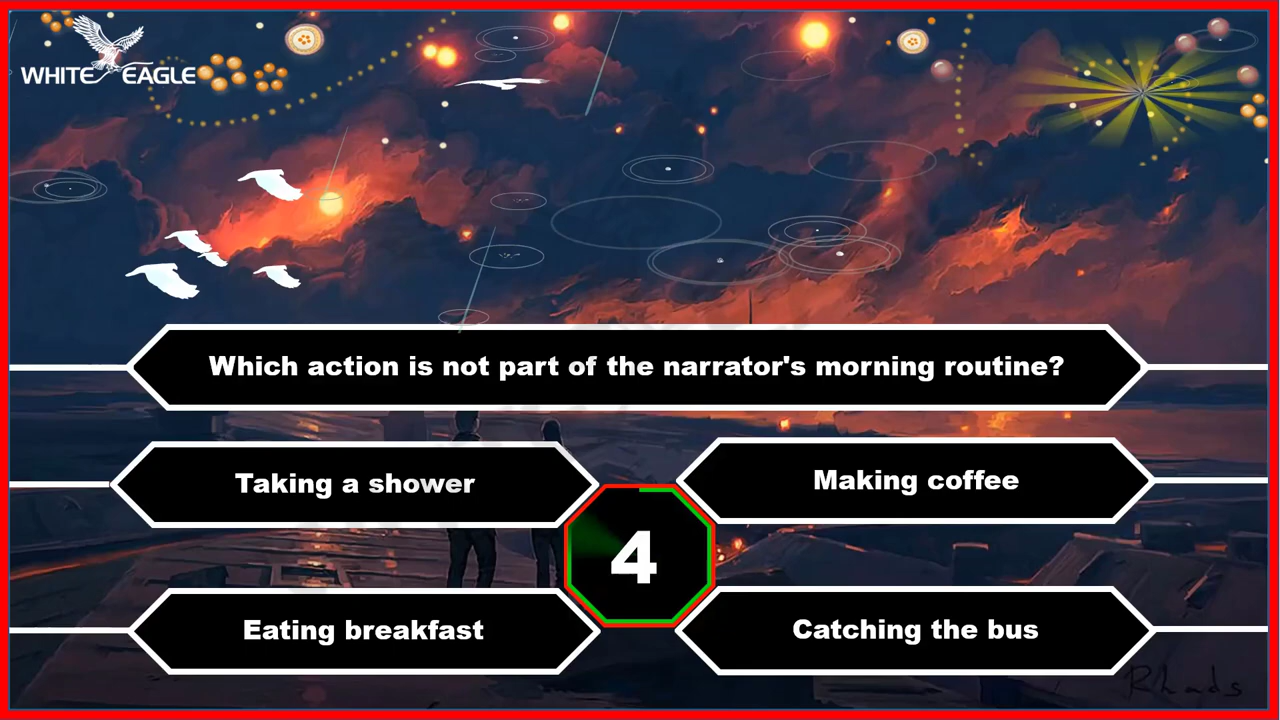 WHITE EAGLE
Which action is not part of the narrator's morning routine?
Taking a shower
Making coffee
4
Eating breakfast
Catching the bus
Rhads